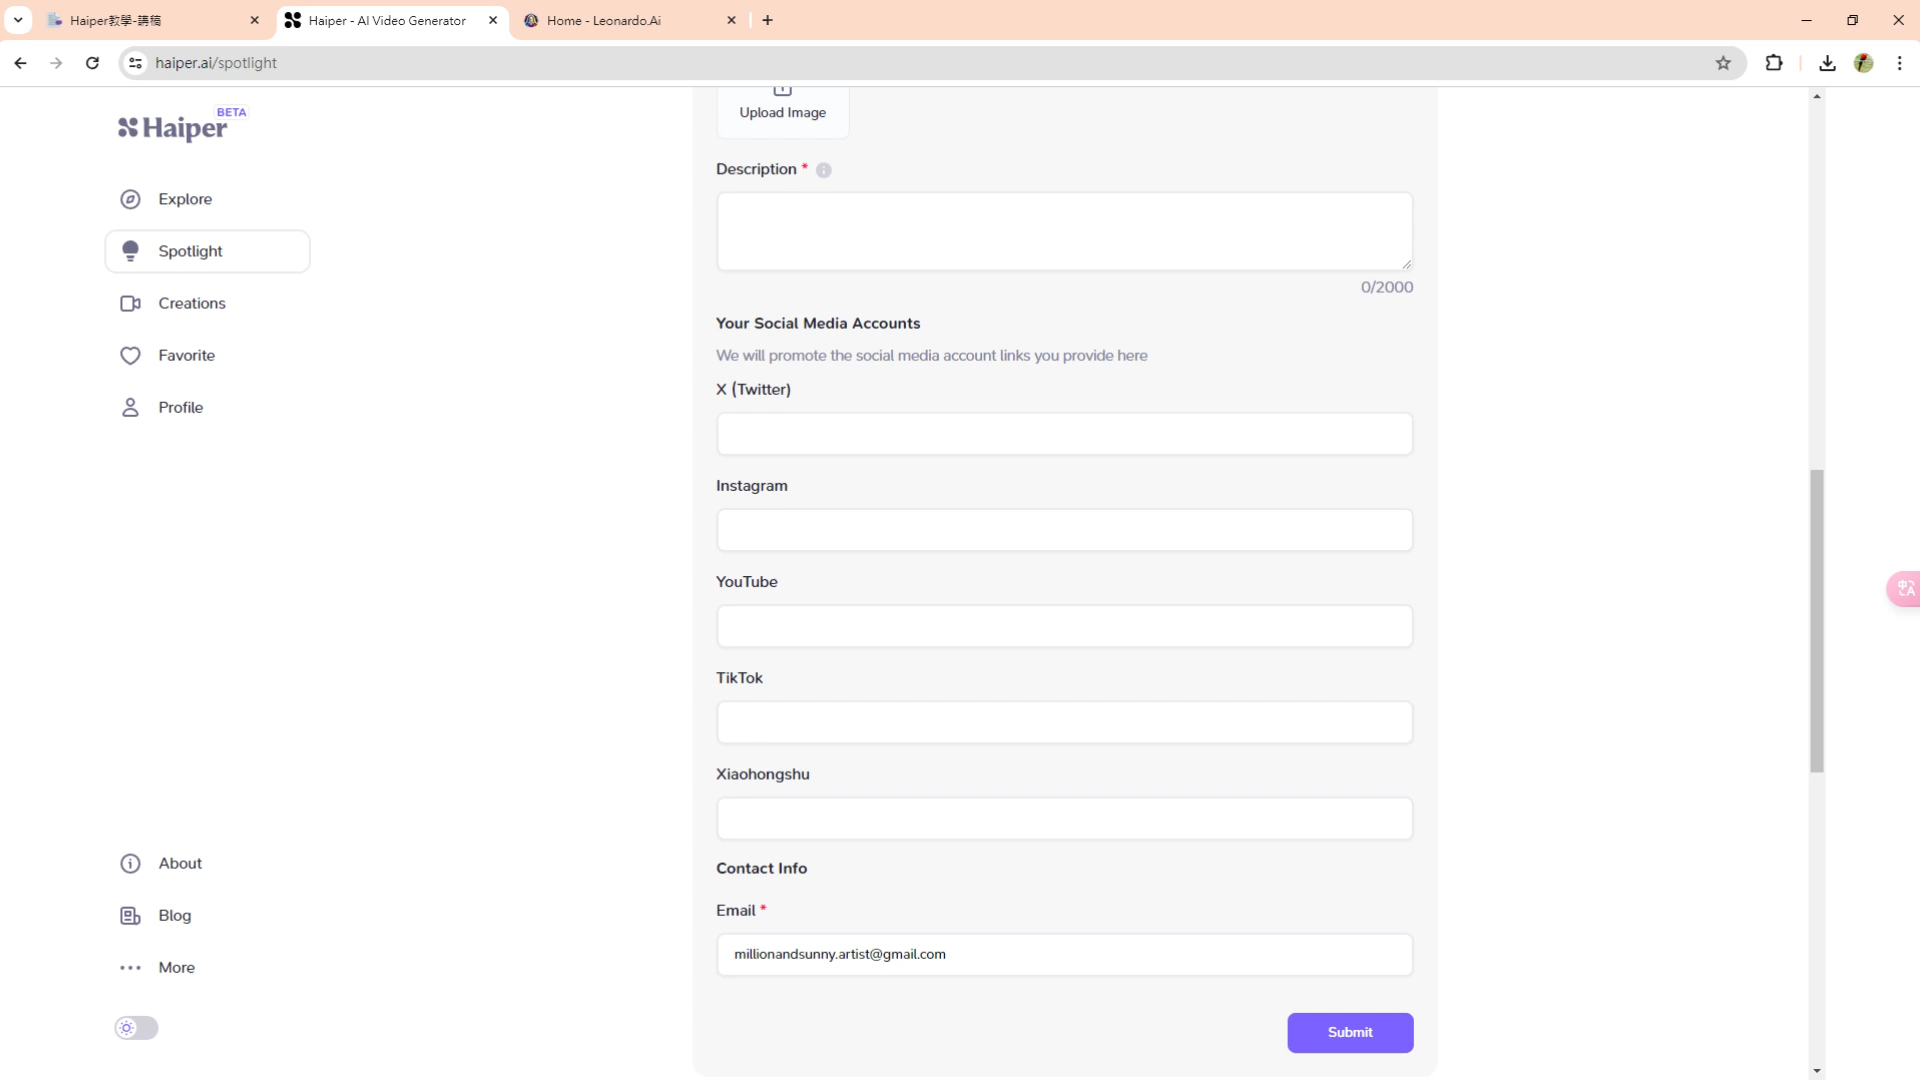 Haiper教學-講稿
Haiper - AI Video Generator
Home - Leonardo.Ai
haiper.ai/spotlight
Haiper
BETA
Explore
Spotlight
Creations
Favorite
Profile
About
Blog
More
Upload Image
Description *
0/2000
Your Social Media Accounts
We will promote the social media account links you provide here
X (Twitter)
Instagram
YouTube
TikTok
Xiaohongshu
Contact Info
Email *
millionandsunny.artist@gmail.com
Submit
中
A